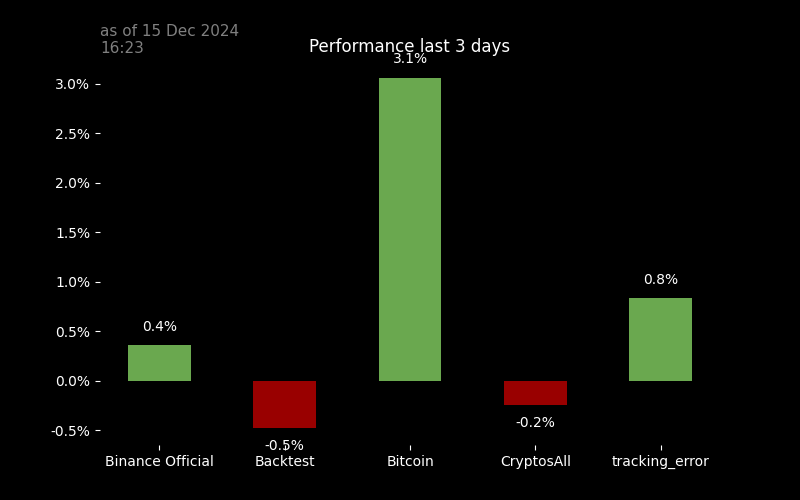 as of 15 Dec 2024
16:23
Performance last 3 days
3.1%
3.0%
2.5%
2.0%
1.5%
1.0%
0.8%
0.5%
0.4%
0.0%
-0.2%
-0.5%
-0.5%
Binance Official
Backtest
Bitcoin
CryptosAll
tracking_error